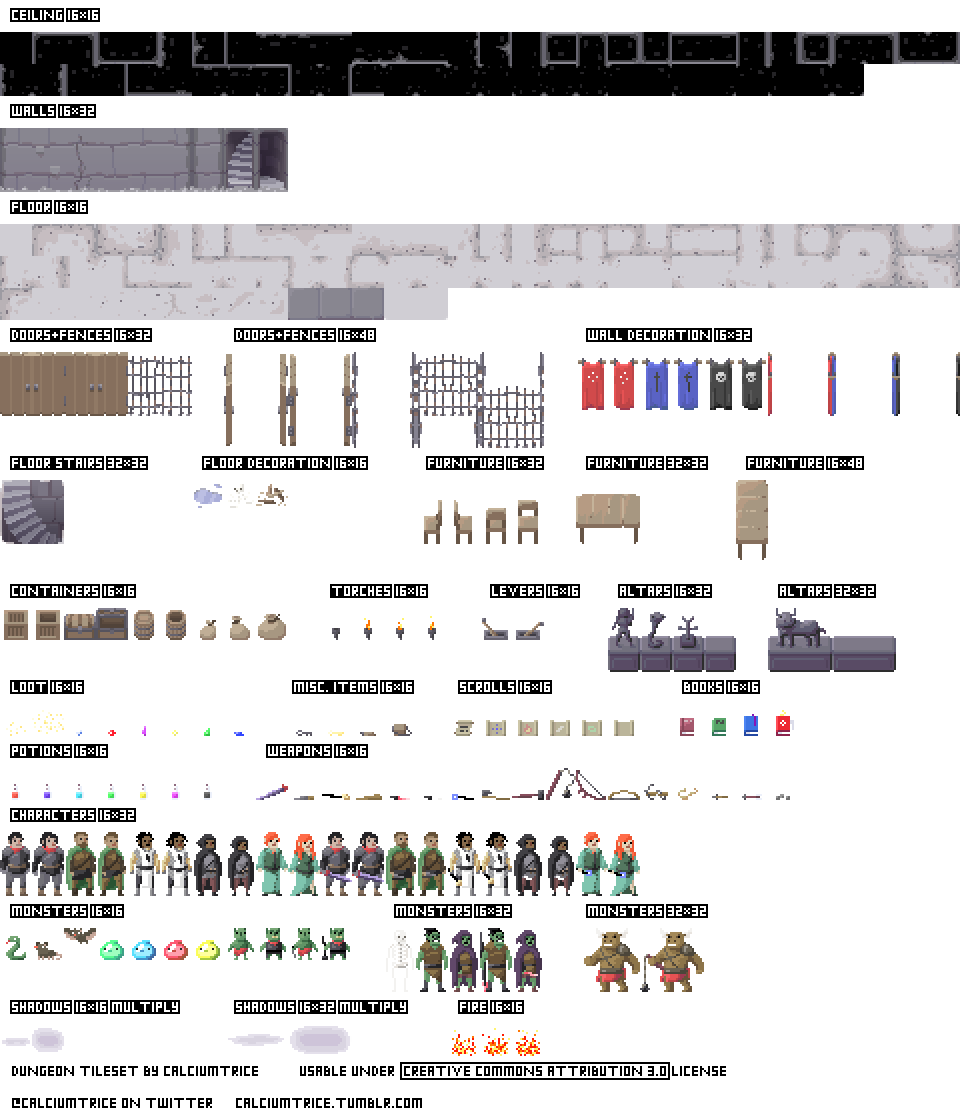 CEILING 16×16
WALLS 16×32
FLOOR 16×16
DOORS+FENCES 16×32 DOORS+FENCES 16×48 WALL DECORATION 16×32
FLOOR STAIRS 32×32 FLOOR DECORATION 16×16 FURNITURE 16×32 FURNITURE 32×32 FURNITURE 16×48
CONTAINERS 16×16 TORCHES 16×16 LEVERS 16×16 ALTARS 16×32 ALTARS 32×32
LOOT 16×16 MISC. ITEMS 16×16 SCROLLS 16×16 BOOKS 16×16
POTIONS 16×16 WEAPONS 16×16
CHARACTERS 16×32
MONSTERS 16×16 MONSTERS 16×32 MONSTERS 32×32
SHADOWS 16×16 MULTIPLY SHADOWS 16×32 MULTIPLY FIRE 16×16
DUNGEON TILESET BY CALCIUMTRICE USABLE UNDER CREATIVE COMMONS ATTRIBUTION 3.0 LICENSE
@CALCIUMTRICE ON TWITTER CALCIUMTRICE.TUMBLR.COM